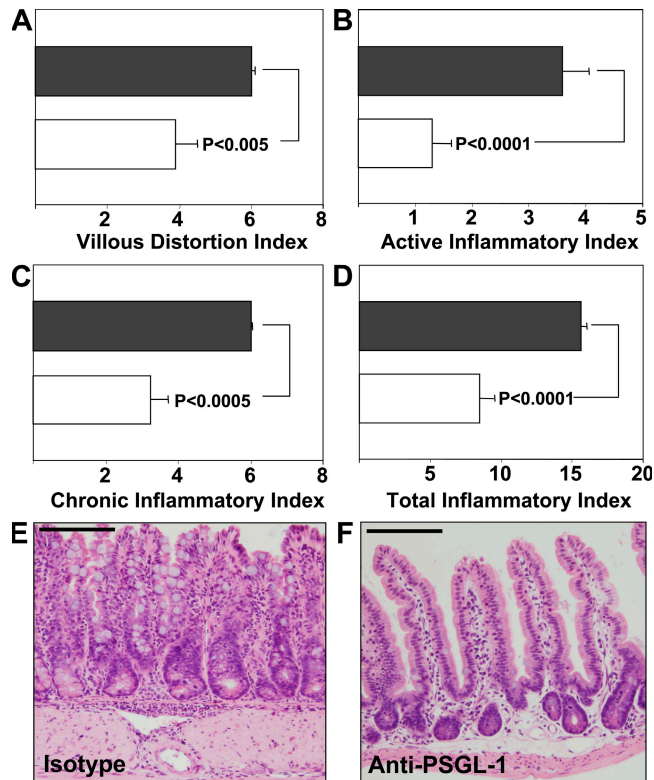 A
B
P<0.005
P<0.0001
2 4 6 8
1 2 3 4 5
Villous Distortion Index
Active Inflammatory Index
C
D
P<0.0005
P<0.0001
2 4 6 8
5 10 15 20
Chronic Inflammatory Index
Total Inflammatory Index
E
F
Isotype
Anti-PSGL-1